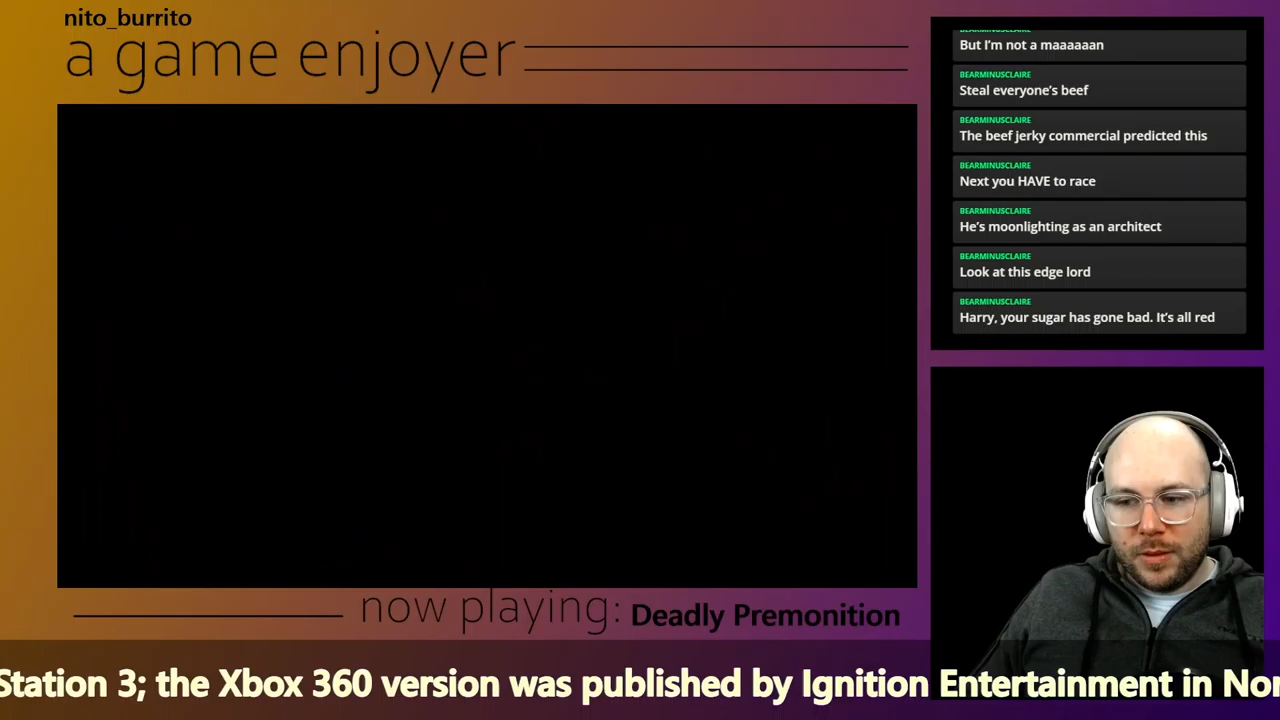 nito_burrito
a game enjoyer
But I'm not a maaaaaan
BEARMINUSCLAIRE
Steal everyone's beef
BEARMINUSCLAIRE
The beef jerky commercial predicted this
BEARMINUSCLAIRE
Next you HAVE to race
BEARMINUSCLAIRE
He's moonlighting as an architect
BEARMINUSCLAIRE
Look at this edge lord
BEARMINUSCLAIRE
Harry, your sugar has gone bad. It's all red
now playing: Deadly Premonition
Station 3; the Xbox 360 version was published by Ignition Entertainment in Nor